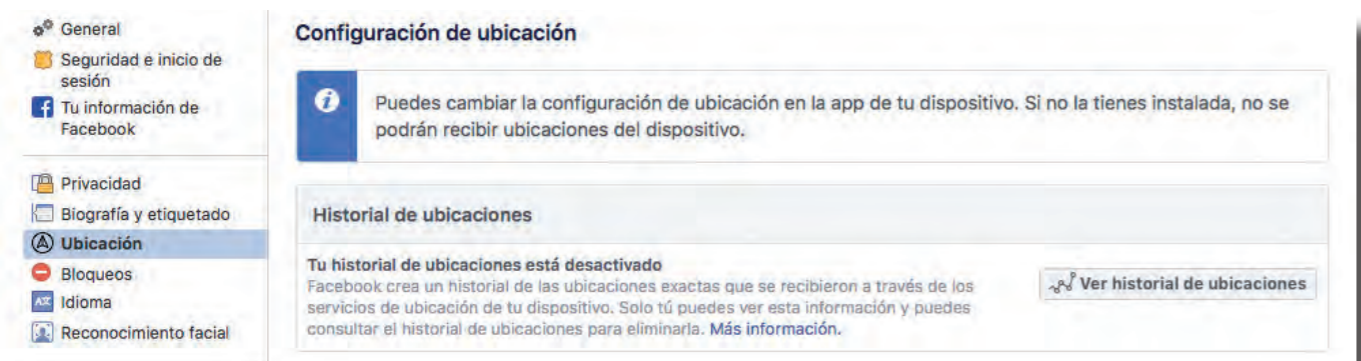 General
Seguridad e inicio de
sesión
Tu información de
Facebook
Privacidad
Biografía y etiquetado
Ubicación
Bloqueos
Idioma
Reconocimiento facial
Configuración de ubicación
Puedes cambiar la configuración de ubicación en la app de tu dispositivo. Si no la tienes instalada, no se
podrán recibir ubicaciones del dispositivo.
Historial de ubicaciones
Tu historial de ubicaciones está desactivado
Facebook crea un historial de las ubicaciones exactas que se recibieron a través de los
servicios de ubicación de tu dispositivo. Solo tú puedes ver esta información y puedes
consultar el historial de ubicaciones para eliminarla. Más información.
Ver historial de ubicaciones